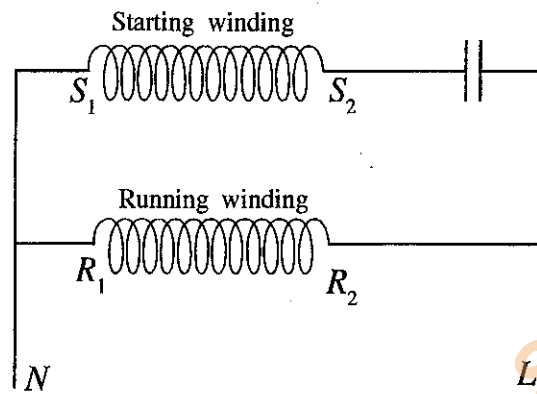 Starting winding
S1 S2
Running winding
R1 R2
N L